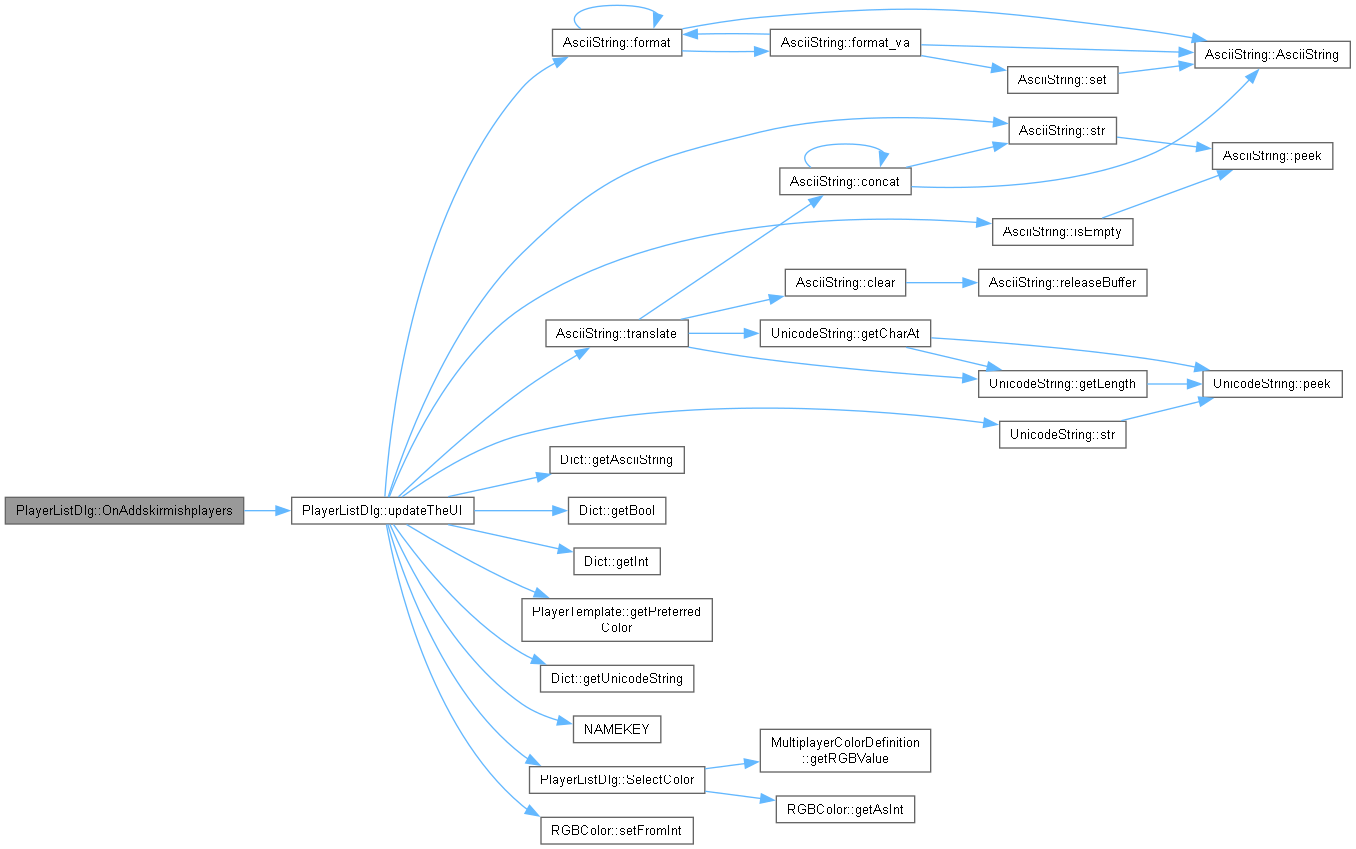 AsciiString::format
AsciiString::format_va
AsciiString::AsciiString
AsciiString::set
AsciiString::str
AsciiString::peek
AsciiString::concat
AsciiString::isEmpty
AsciiString::clear
AsciiString::releaseBuffer
AsciiString::translate
UnicodeString::getCharAt
UnicodeString::getLength
UnicodeString::peek
UnicodeString::str
Dict::getAsciiString
PlayerListDlg::OnAddskirmishplayers
PlayerListDlg::updateTheUI
Dict::getBool
Dict::getInt
PlayerTemplate::getPreferred
Color
Dict::getUnicodeString
NAMEKEY
MultiplayerColorDefinition
::getRGBValue
PlayerListDlg::SelectColor
RGBColor::getAsInt
RGBColor::setFromInt